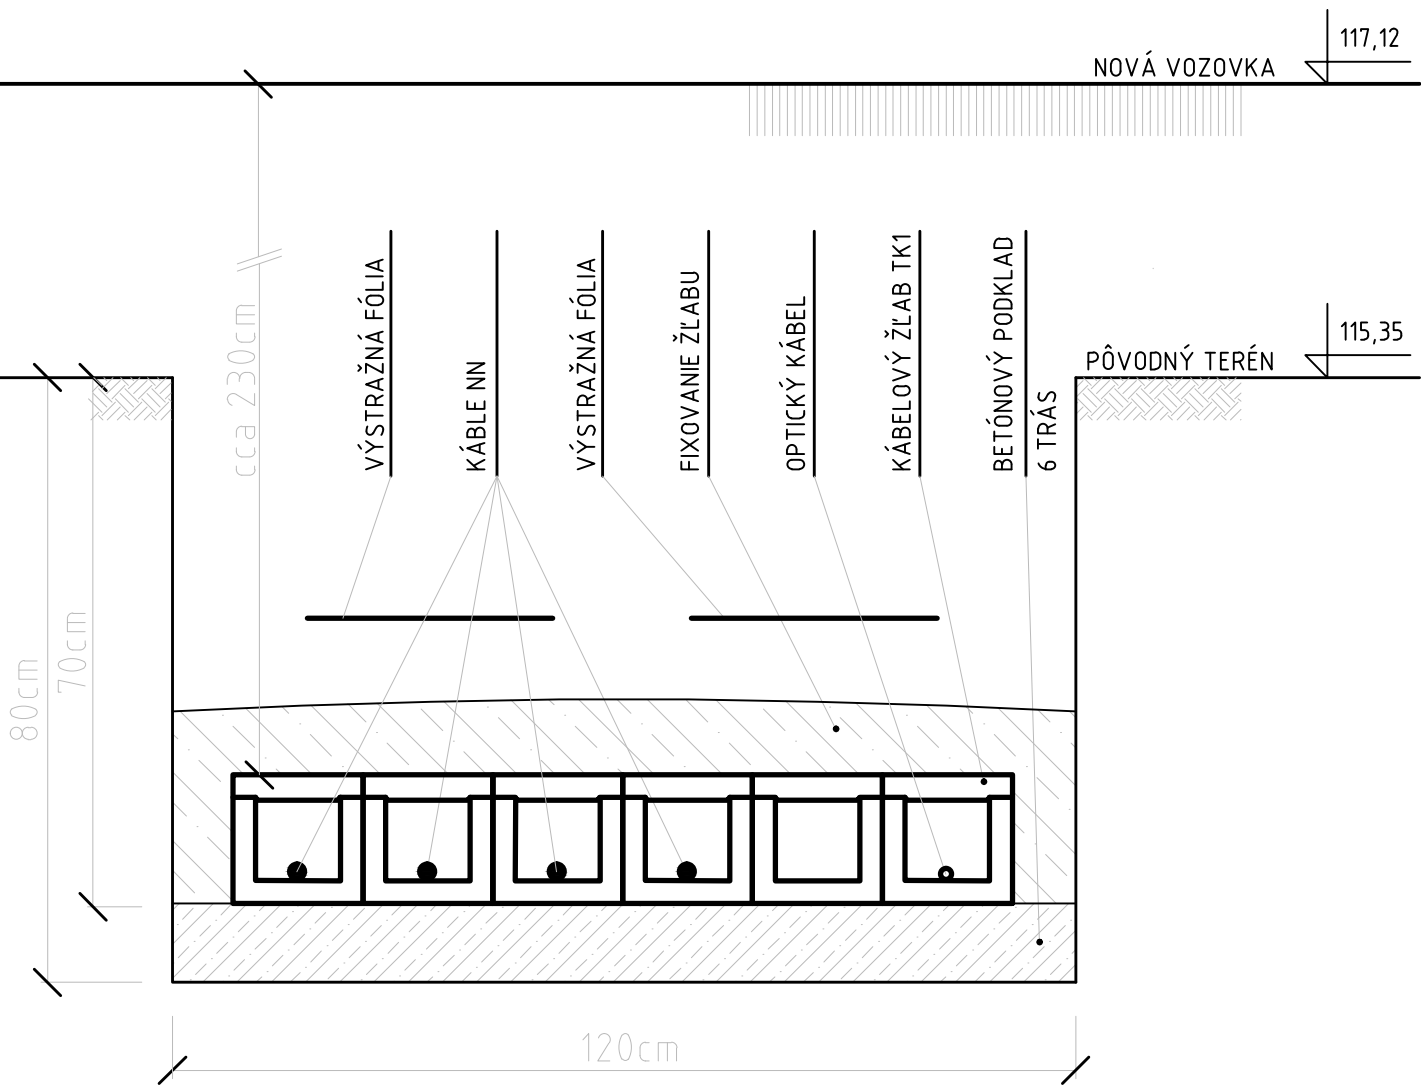 117,12
NOVÁ VOZOVKA
115,35
PÔVODNÝ TERÉN
cca 230cm
VÝSTRAŽNÁ FÓLIA
KÁBLE NN
VÝSTRAŽNÁ FÓLIA
FIXOVANIE ŽĽABU
OPTICKÝ KÁBEL
KÁBELOVÝ ŽĽAB TK1
BETÓNOVÝ PODKLAD
6 TRÁS
80cm
70cm
120cm